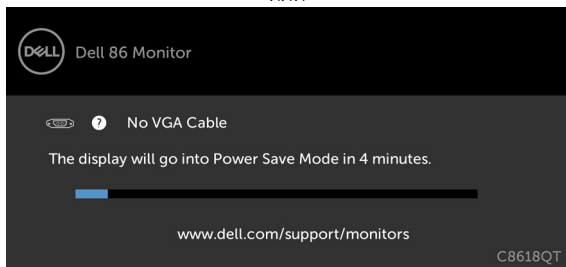 DELL
Dell 86 Monitor
? No VGA Cable
The display will go into Power Save Mode in 4 minutes.
www.dell.com/support/monitors
C8618QT